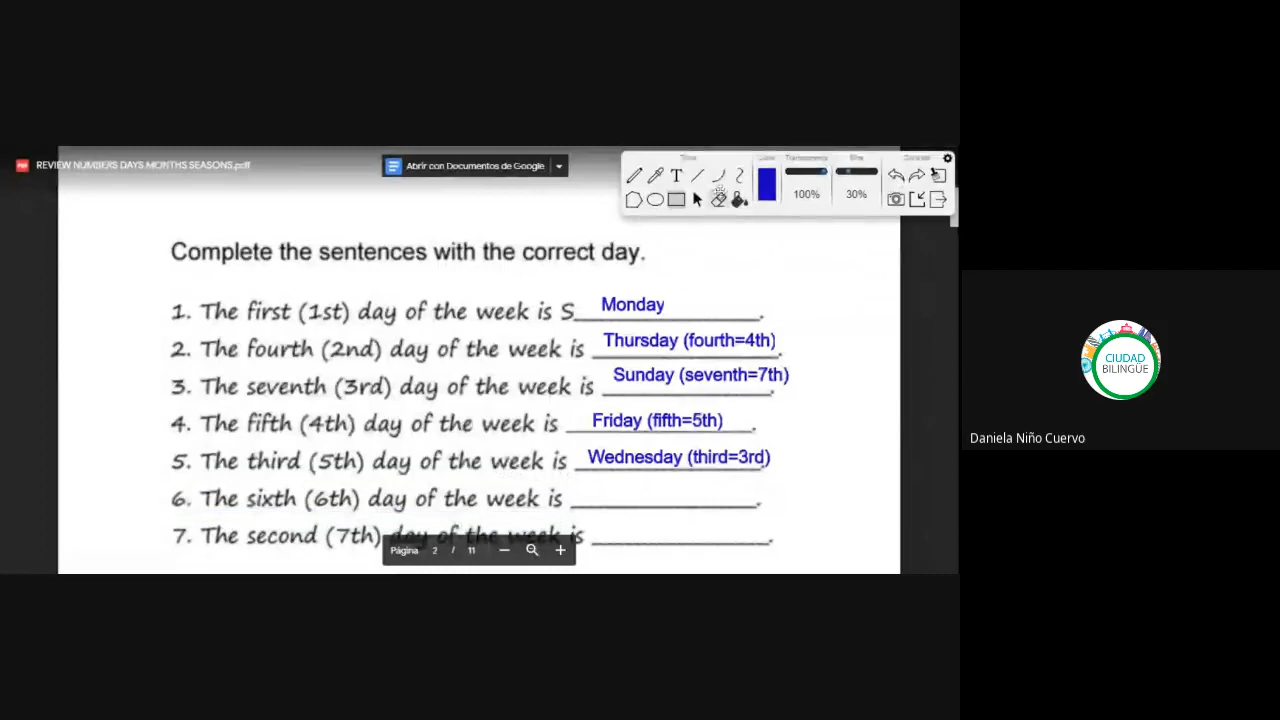 REVIEW NUMBERS DAYS MONTHS SEASONS.pdf
Abrir con Documentos de Google
100%
30%
Complete the sentences with the correct day.
1. The first (1st) day of the week is S Monday.
2. The fourth (2nd) day of the week is Thursday (fourth=4th).
3. The seventh (3rd) day of the week is Sunday (seventh=7th).
4. The fifth (4th) day of the week is Friday (fifth=5th).
5. The third (5th) day of the week is Wednesday (third=3rd).
6. The sixth (6th) day of the week is ____.
7. The second (7th) day of the week is ____.
Página 2 / 11
CIUDAD
BILINGÜE
Daniela Niño Cuervo